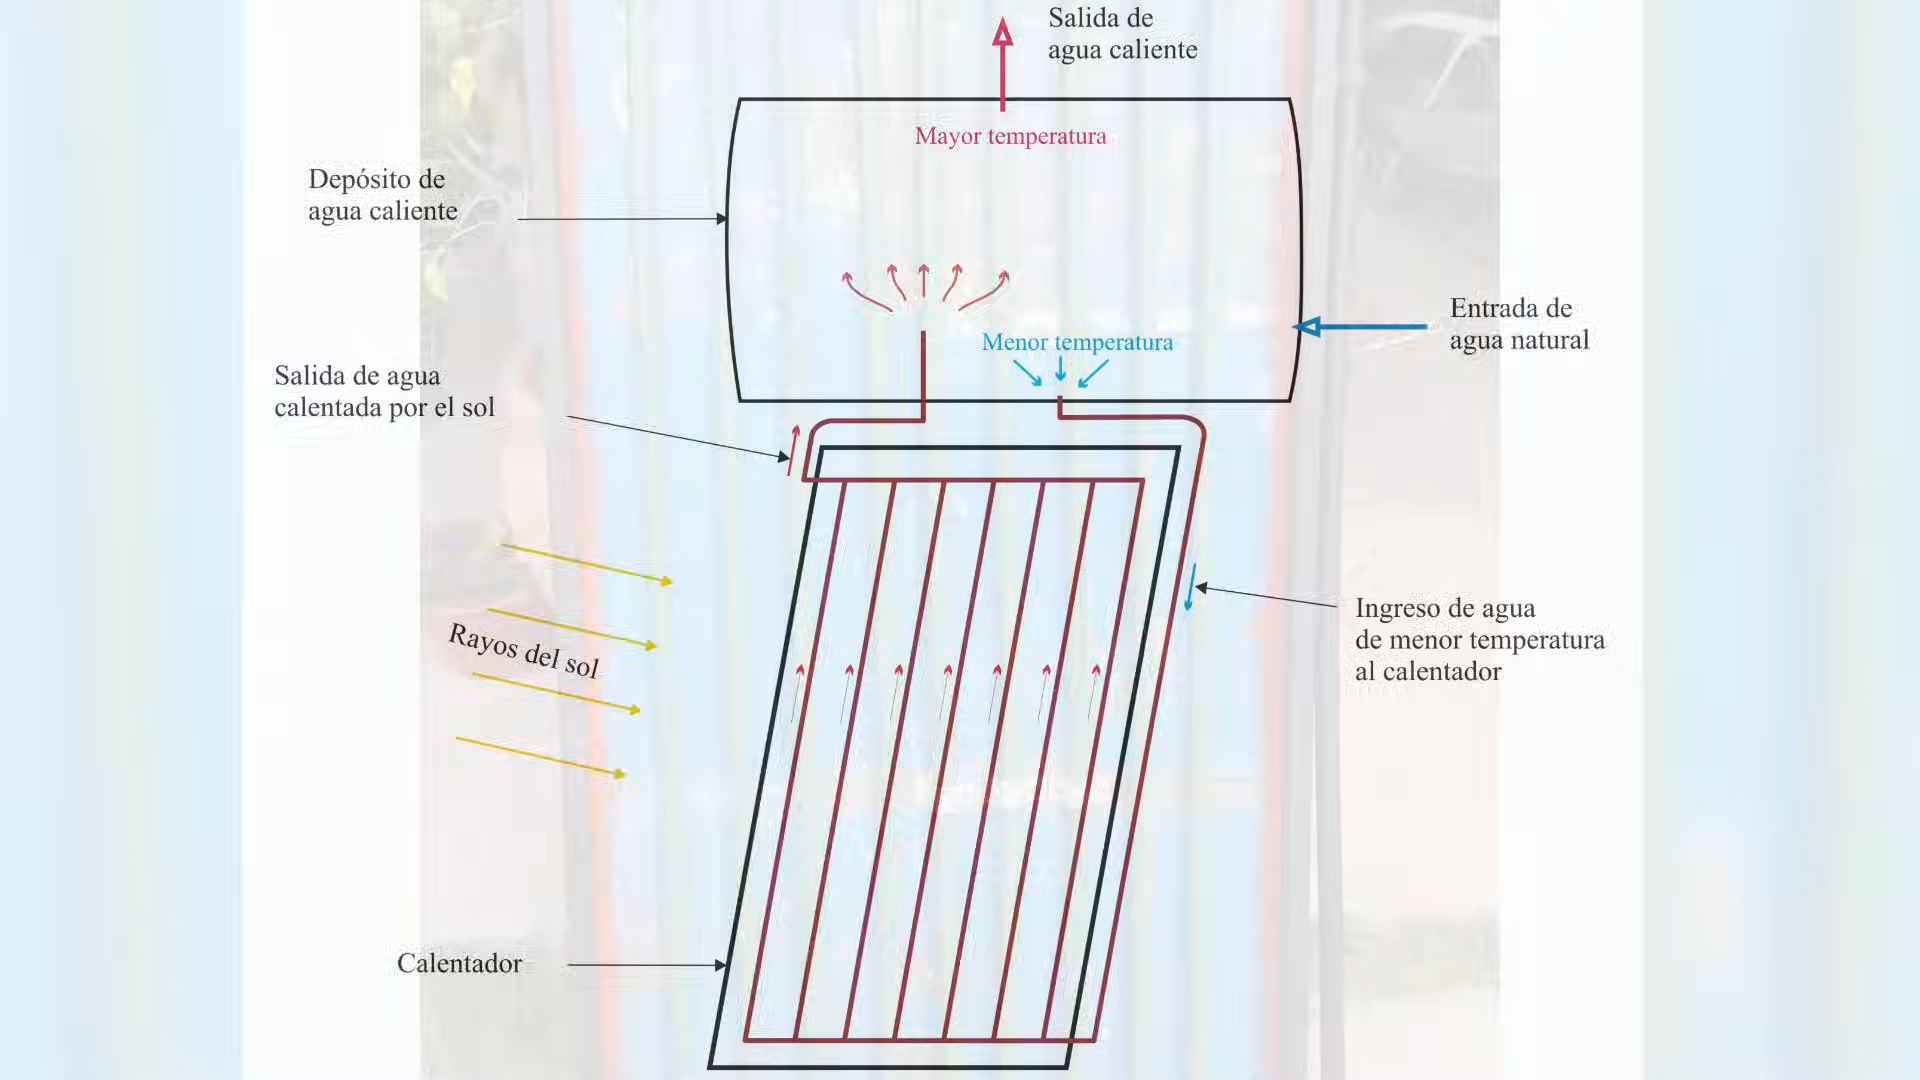 Salida de
agua caliente
Mayor temperatura
Depósito de
agua caliente
Entrada de
agua natural
Menor temperatura
Salida de agua
calentada por el sol
Rayos del sol
Ingreso de agua
de menor temperatura
al calentador
Calentador